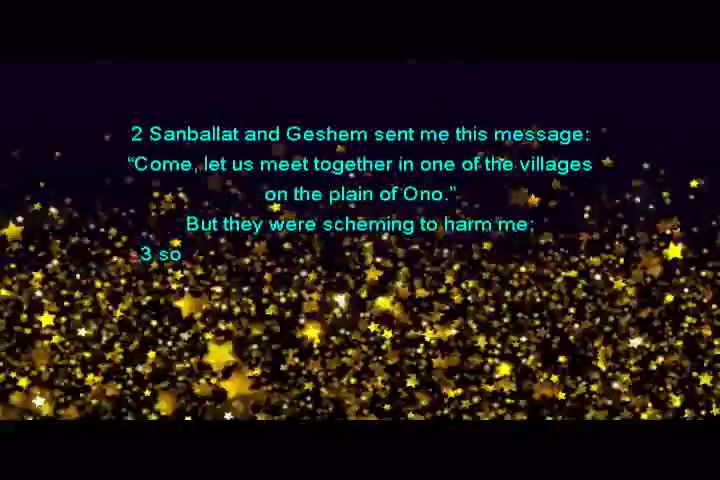 2 Sanballat and Geshem sent me this message:
“Come, let us meet together in one of the villages
on the plain of Ono.”
But they were scheming to harm me;
3 so